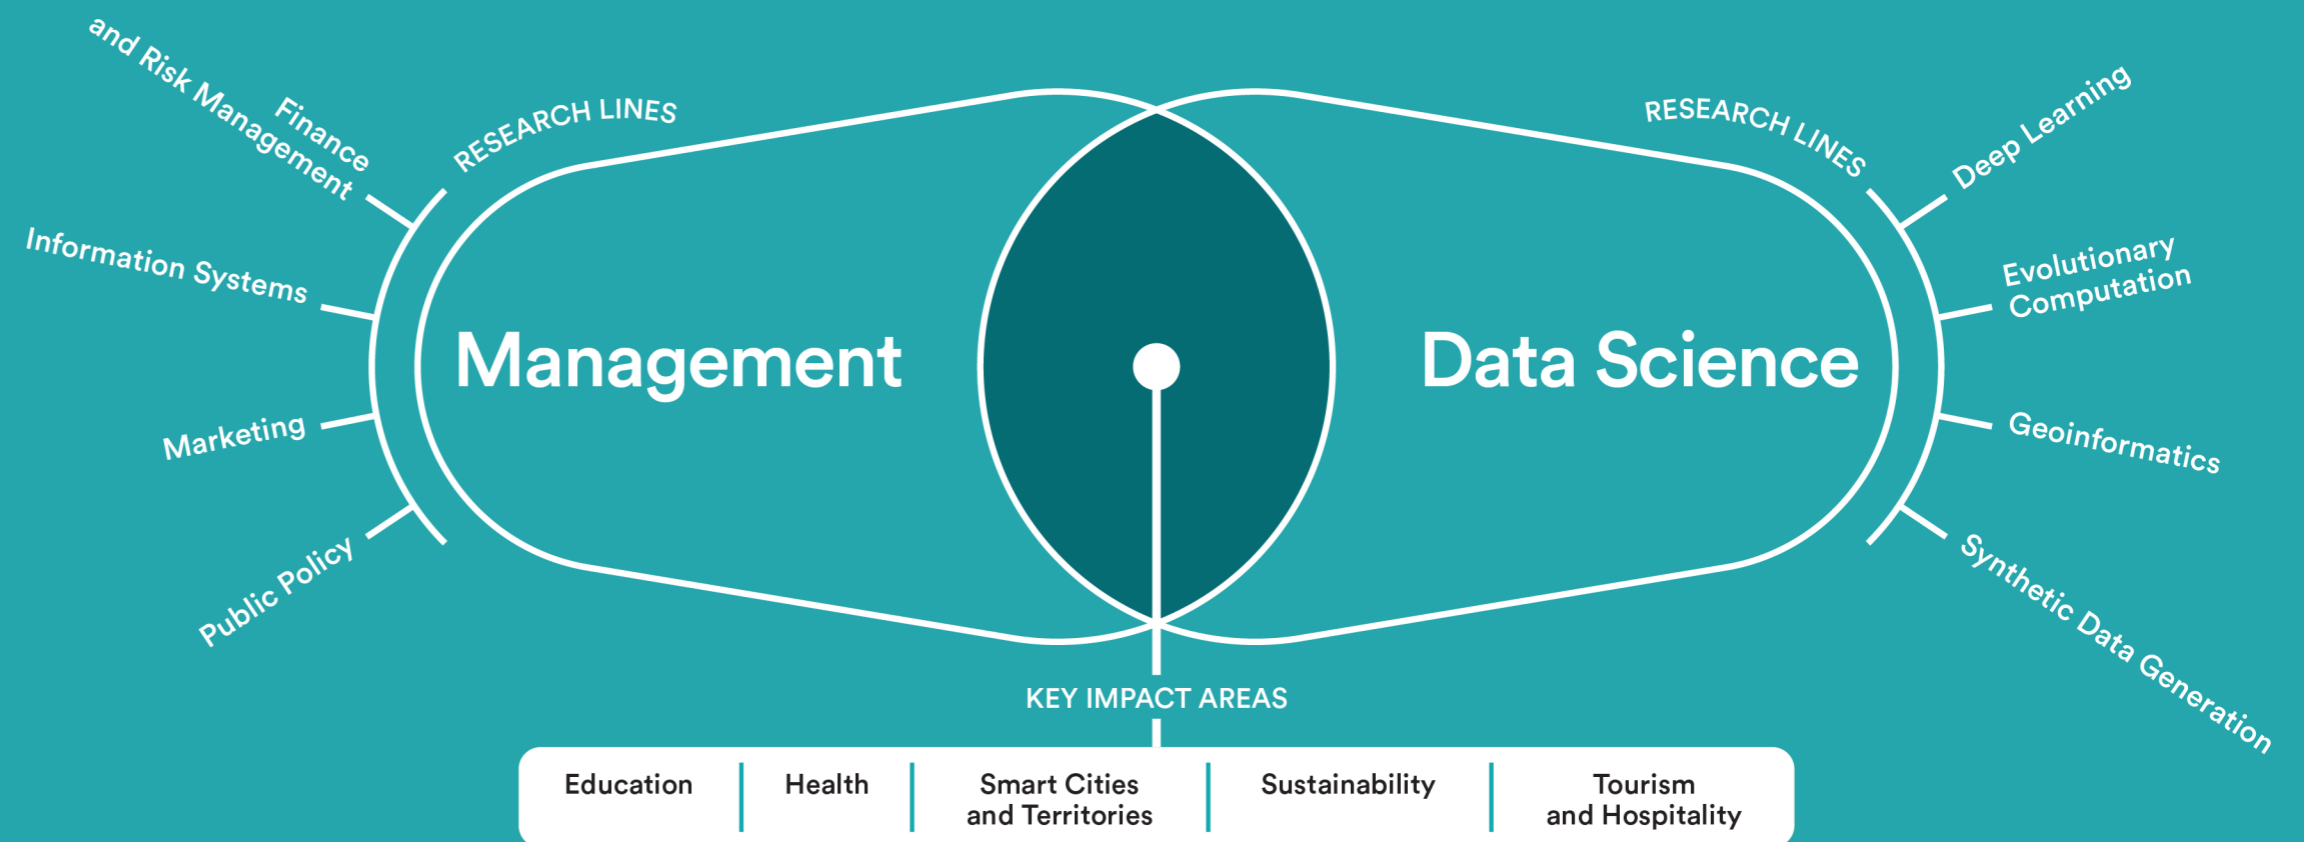 RESEARCH LINES
Finance
and Risk Management
Information Systems
Marketing
Public Policy
Management
RESEARCH LINES
Deep Learning
Evolutionary
Computation
Geoinformatics
Synthetic Data Generation
Data Science
KEY IMPACT AREAS
Education
Health
Smart Cities
and Territories
Sustainability
Tourism
and Hospitality